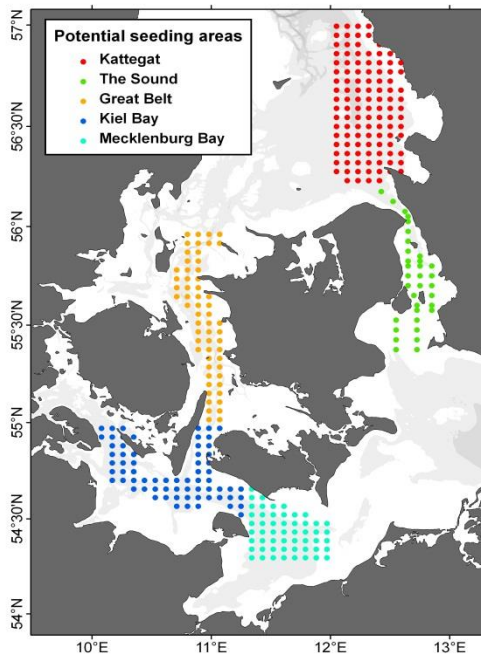 57°N
Potential seeding areas
Kattegat
The Sound
Great Belt
Kiel Bay
Mecklenburg Bay
56°30'N
56°N
55°30'N
55°N
54°30'N
54°N
10°E
11°E
12°E
13°E